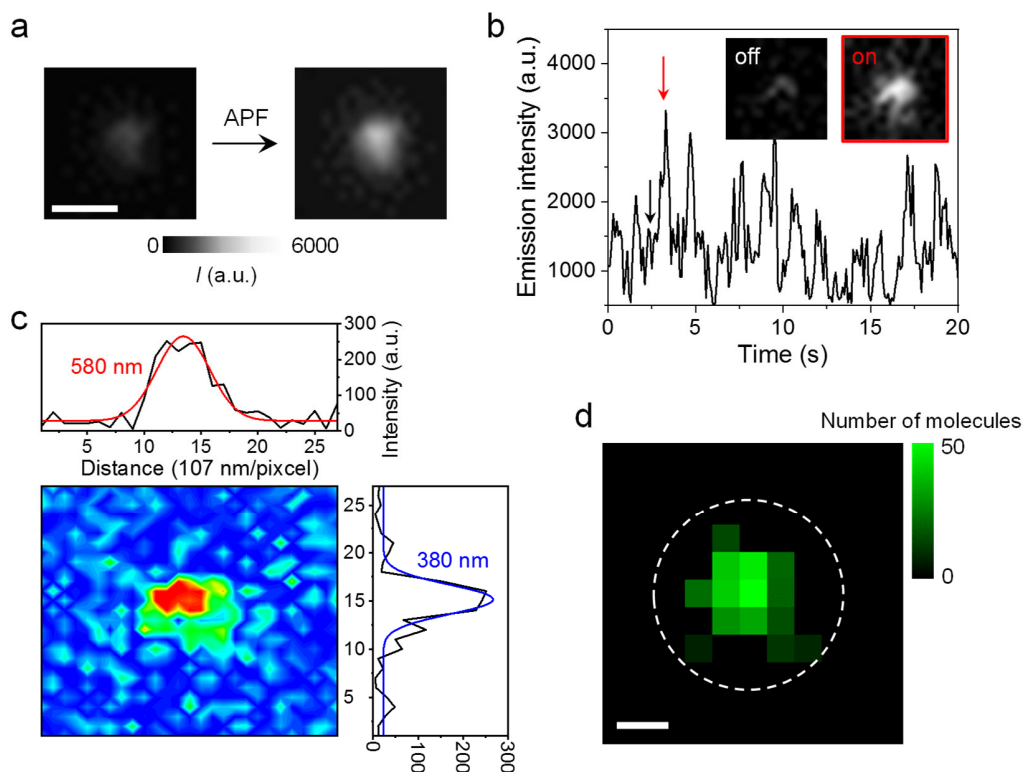 a
APF
0
6000
I (a.u.)
b
Emission intensity (a.u.)
4000
3000
2000
1000
off
on
0
5
10
15
20
Time (s)
c
580 nm
300
200
100
0
Intensity (a.u.)
5
10
15
20
25
Distance (107 nm/pixcel)
380 nm
25
20
15
10
5
0
100
200
300
d
Number of molecules
50
0